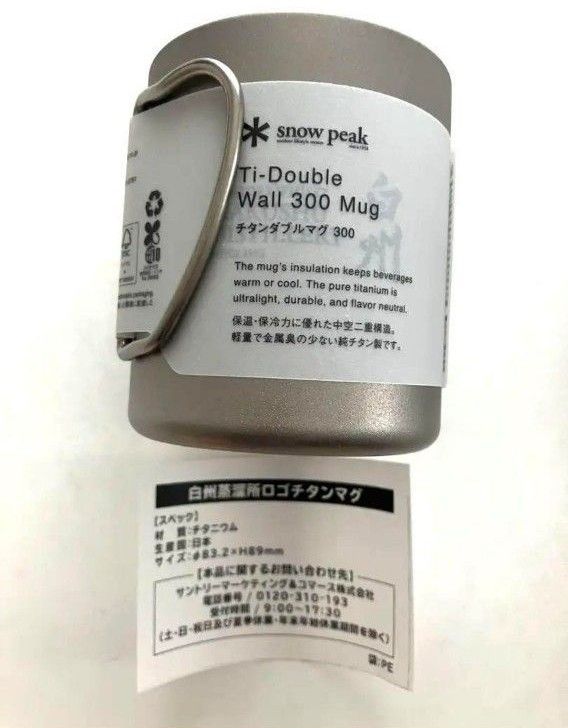 snow peak
Ti-Double
Wall 300 Mug
チタンダブルマグ 300
The mug's insulation keeps beverages
warm or cool. The pure titanium is
ultralight, durable, and flavor neutral.
保温・保冷力に優れた中空二重構造。
軽量で金属臭の少ない純チタン製です。
FSC
白州
白州蒸溜所ロゴチタンマグ
[スペック]
材 質:チタニウム
生産国:日本
サイズ:φ83.2×H89mm
[本品に関するお問い合わせ先]
サントリーマーケティング&コマース株式会社
電話番号 / 0120-310-193
受付時間 / 9:00~17:30
(土・日・祝日及び夏季休業・年末年始休業期間を除く)
袋:PE